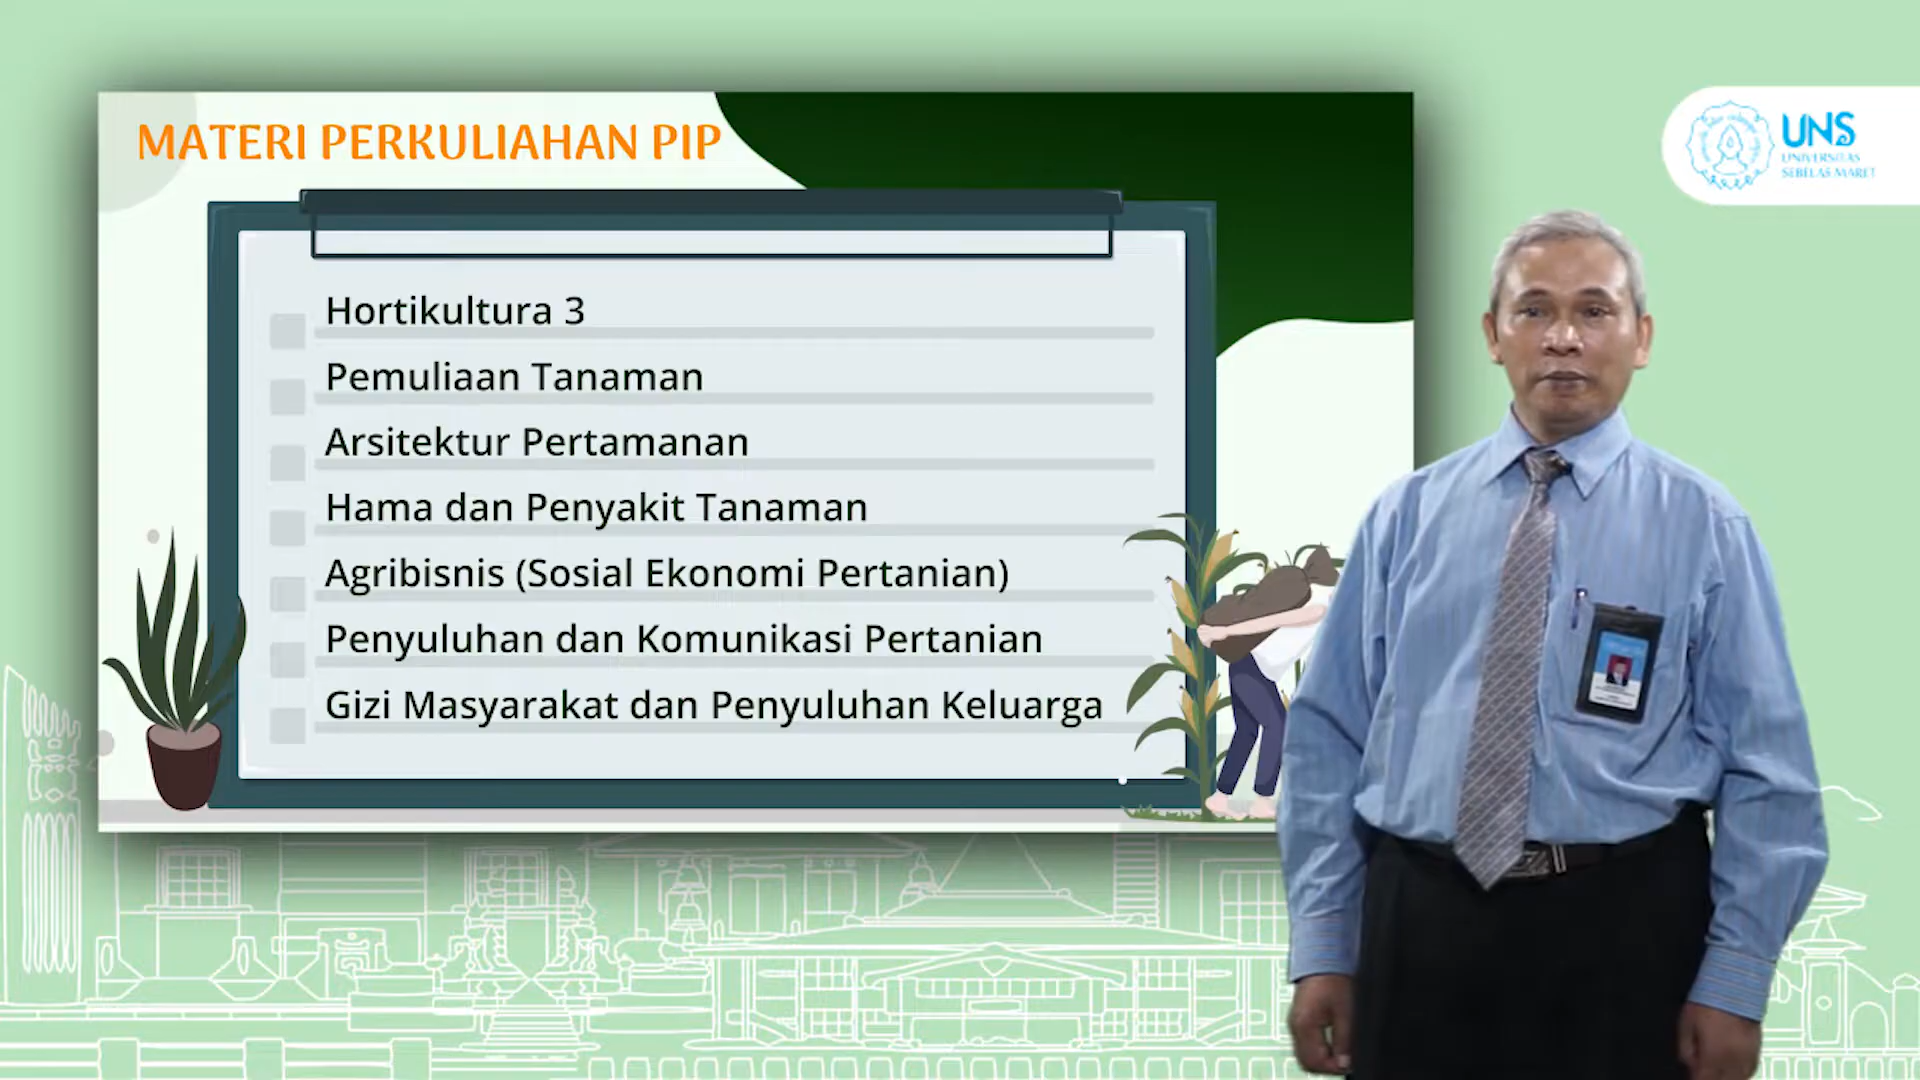 MATERI PERKULIAHAN PIP
Hortikultura 3
Pemuliaan Tanaman
Arsitektur Pertamanan
Hama dan Penyakit Tanaman
Agribisnis (Sosial Ekonomi Pertanian)
Penyuluhan dan Komunikasi Pertanian
Gizi Masyarakat dan Penyuluhan Keluarga
UNS
UNIVERSITAS
SEBELAS MARET